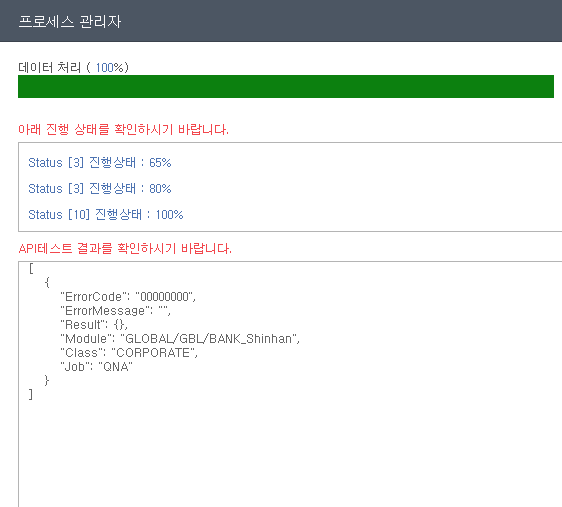 프로세스 관리자
데이터 처리 ( 100%)
아래 진행 상태를 확인하시기 바랍니다.
Status [3] 진행상태 : 65%
Status [3] 진행상태 : 80%
Status [10] 진행상태 : 100%
API테스트 결과를 확인하시기 바랍니다.
[
{
"ErrorCode": "00000000",
"ErrorMessage": "",
"Result": {},
"Module": "GLOBAL/GBL/BANK_Shinhan",
"Class": "CORPORATE",
"Job": "QNA"
}
]